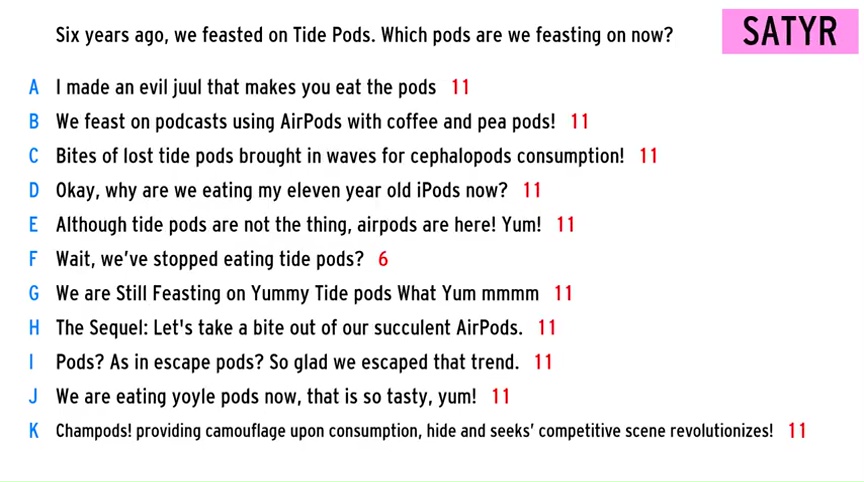 Six years ago, we feasted on Tide Pods. Which pods are we feasting on now?
SATYR
A I made an evil juul that makes you eat the pods 11
B We feast on podcasts using AirPods with coffee and pea pods! 11
C Bites of lost tide pods brought in waves for cephalopods consumption! 11
D Okay, why are we eating my eleven year old iPods now? 11
E Although tide pods are not the thing, airpods are here! Yum! 11
F Wait, we've stopped eating tide pods? 6
G We are Still Feasting on Yummy Tide pods What Yum mmmm 11
H The Sequel: Let's take a bite out of our succulent AirPods. 11
I Pods? As in escape pods? So glad we escaped that trend. 11
J We are eating yoyle pods now, that is so tasty, yum! 11
K Champods! providing camouflage upon consumption, hide and seeks' competitive scene revolutionizes! 11